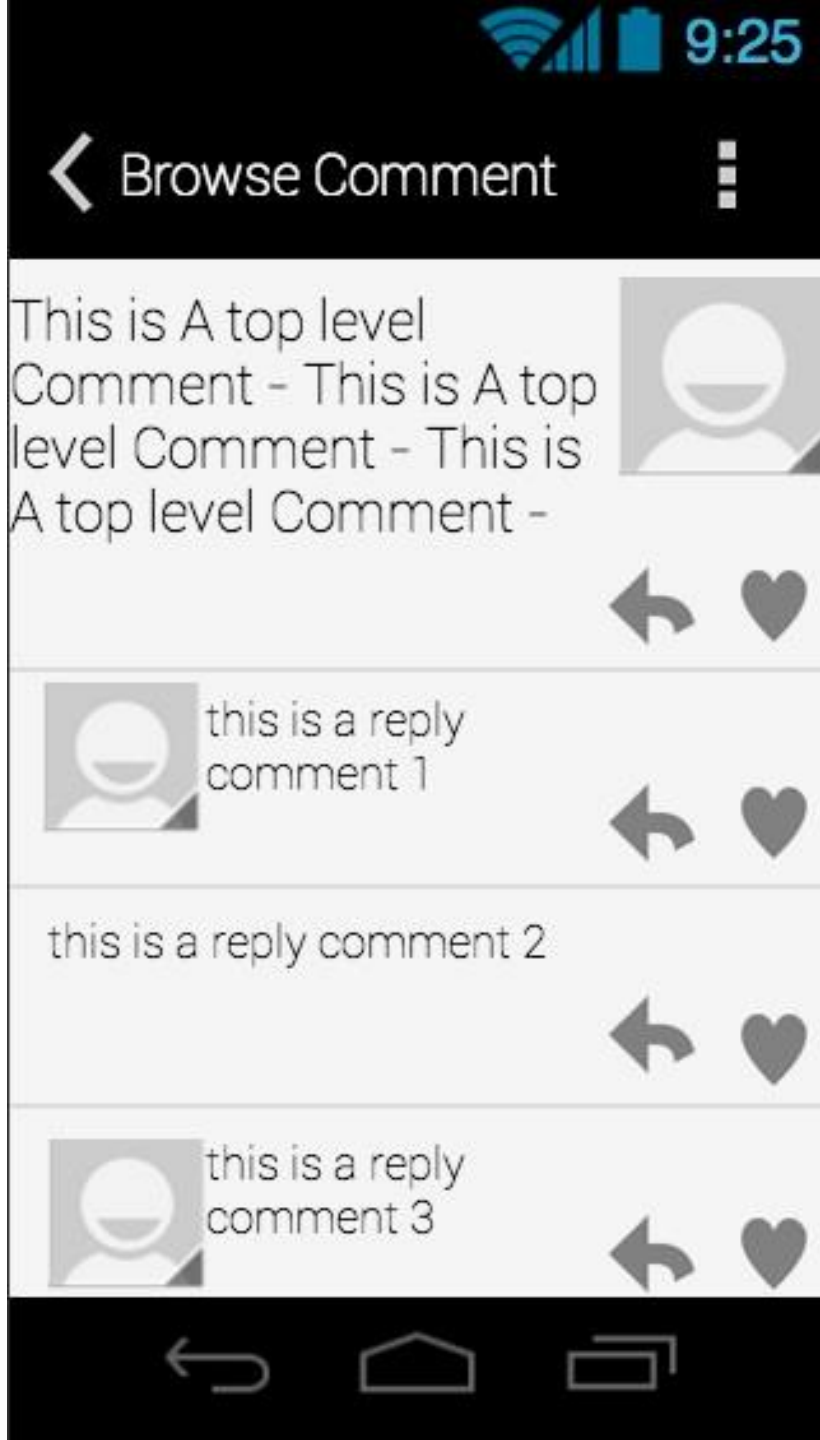 9:25
Browse Comment
This is A top level
Comment - This is A top
level Comment - This is
A top level Comment -
this is a reply
comment 1
this is a reply comment 2
this is a reply
comment 3